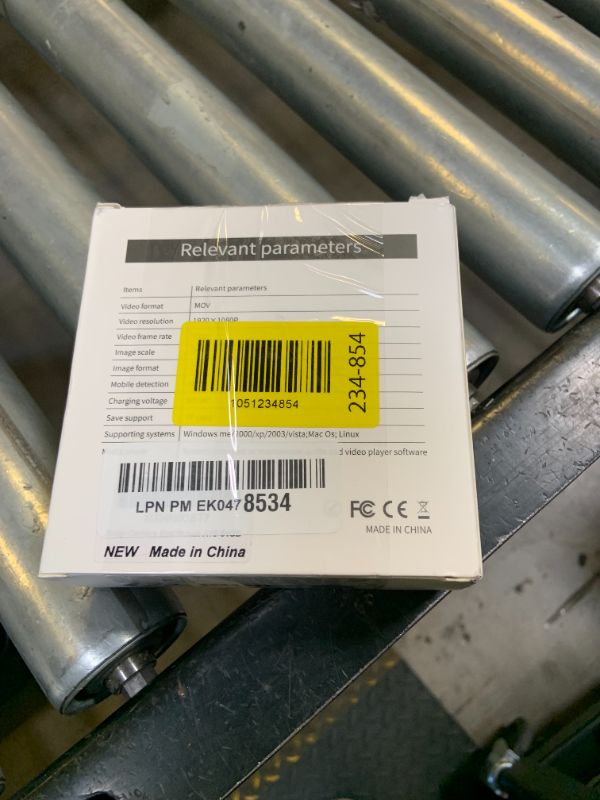 Relevant parameters
Items Relevant parameters
Video format MOV
Video resolution 1920×1080P
Video frame rate
Image scale
Image format
Mobile detection
Charging voltage
Save support
Supporting systems Windows me/2000/xp/2003/vista;Mac Os; Linux
video player software
1051234854
234-854
LPN PM EK0478534
FC CE
MADE IN CHINA
NEW Made in China